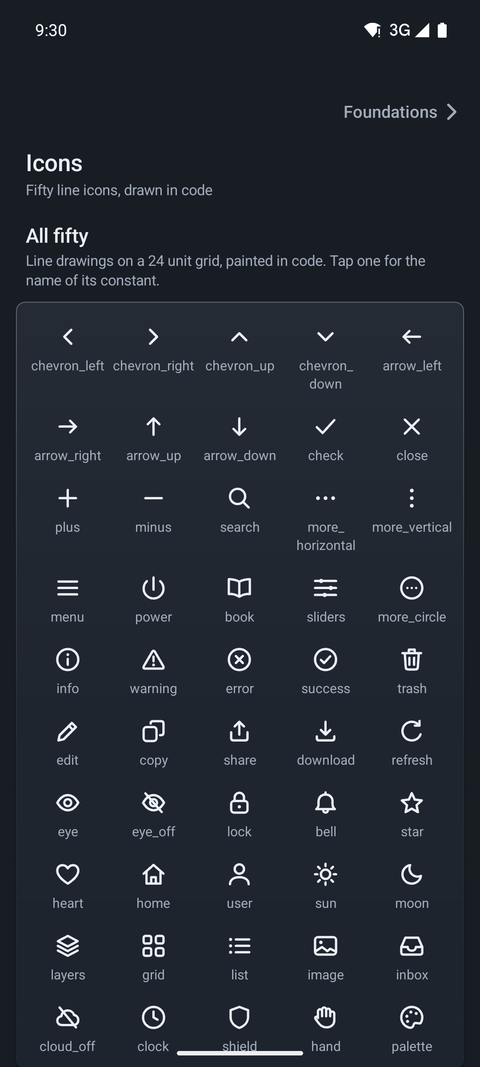 9:30
3G
Foundations
Icons
Fifty line icons, drawn in code
All fifty
Line drawings on a 24 unit grid, painted in code. Tap one for the
name of its constant.
chevron_left chevron_right chevron_up chevron_
down arrow_left
arrow_right arrow_up arrow_down check close
plus minus search more_
horizontal more_vertical
menu power book sliders more_circle
info warning error success trash
edit copy share download refresh
eye eye_off lock bell star
heart home user sun moon
layers grid list image inbox
cloud_off clock shield hand palette